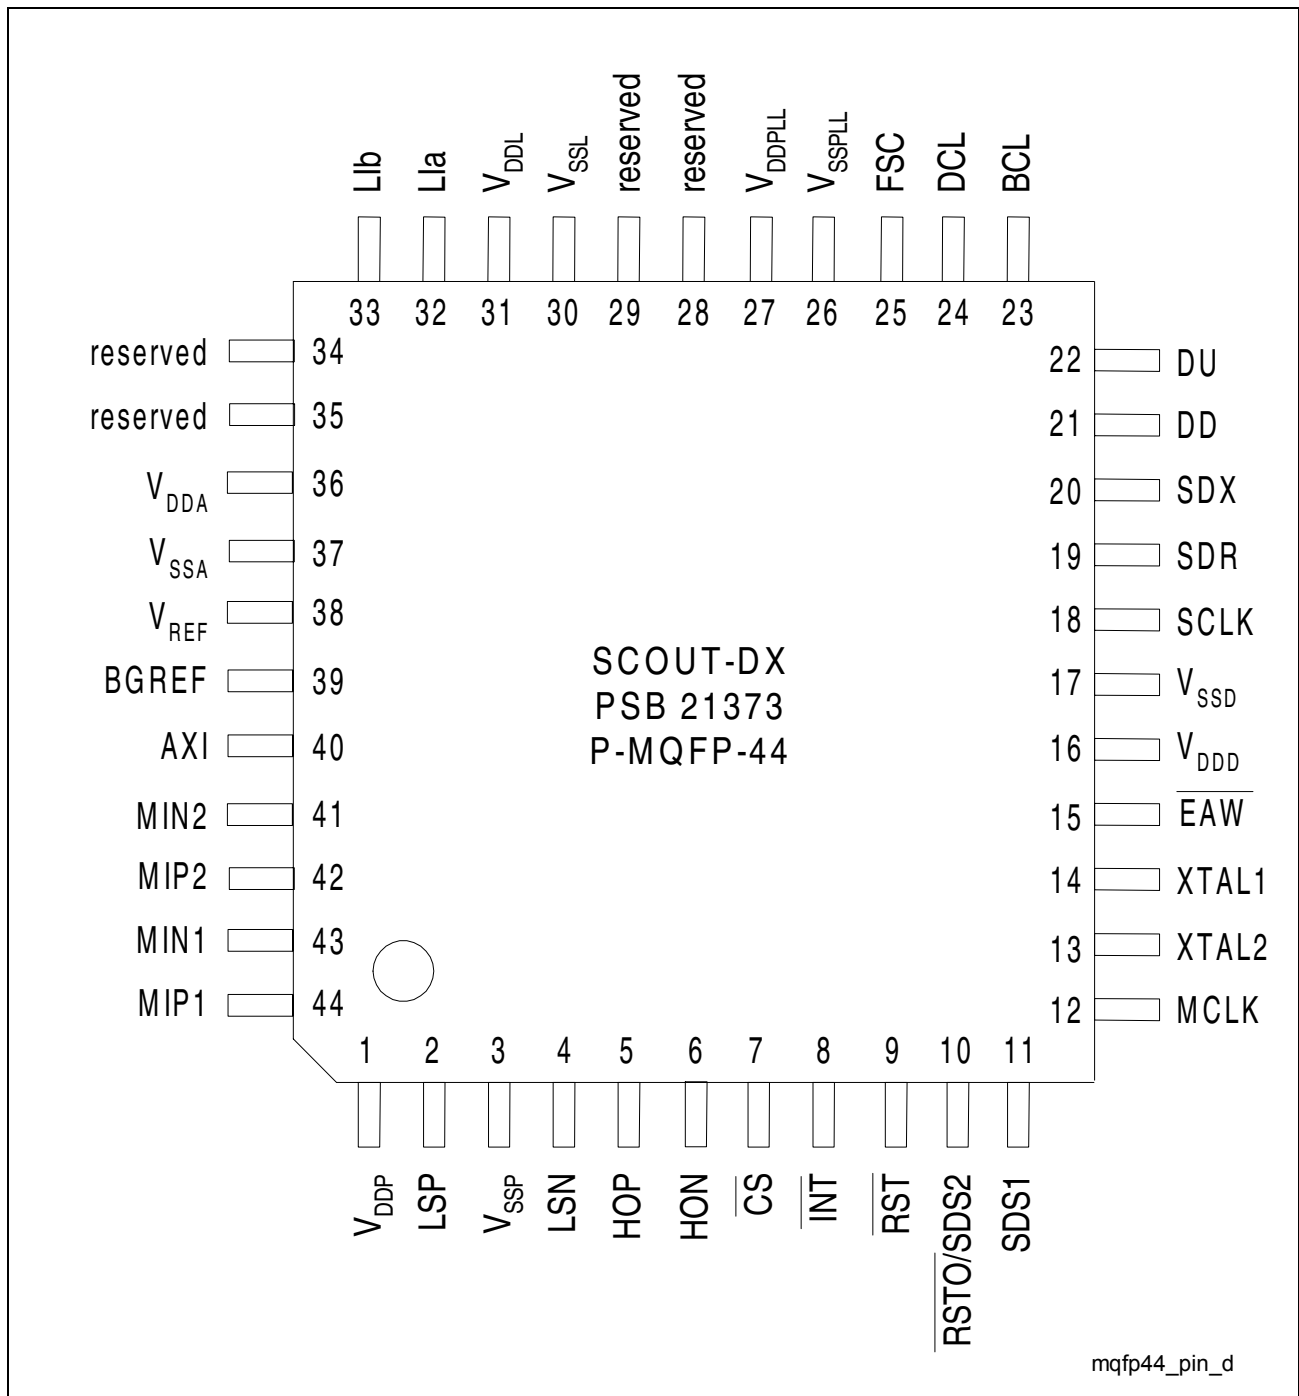 LIb
LIa
VDDL
VSSL
reserved
reserved
VDDPLL
VSSPLL
FSC
DCL
BCL
33 32 31 30 29 28 27 26 25 24 23
reserved 34
reserved 35
VDDA 36
VSSA 37
VREF 38
BGREF 39
AXI 40
MIN2 41
MIP2 42
MIN1 43
MIP1 44
SCOUT-DX
PSB 21373
P-MQFP-44
22 DU
21 DD
20 SDX
19 SDR
18 SCLK
17 VSSD
16 VDDD
15 EAW
14 XTAL1
13 XTAL2
12 MCLK
1 2 3 4 5 6 7 8 9 10 11
VDDP
LSP
VSSP
LSN
HOP
HON
CS
INT
RST
RSTO/SDS2
SDS1
mqfp44_pin_d